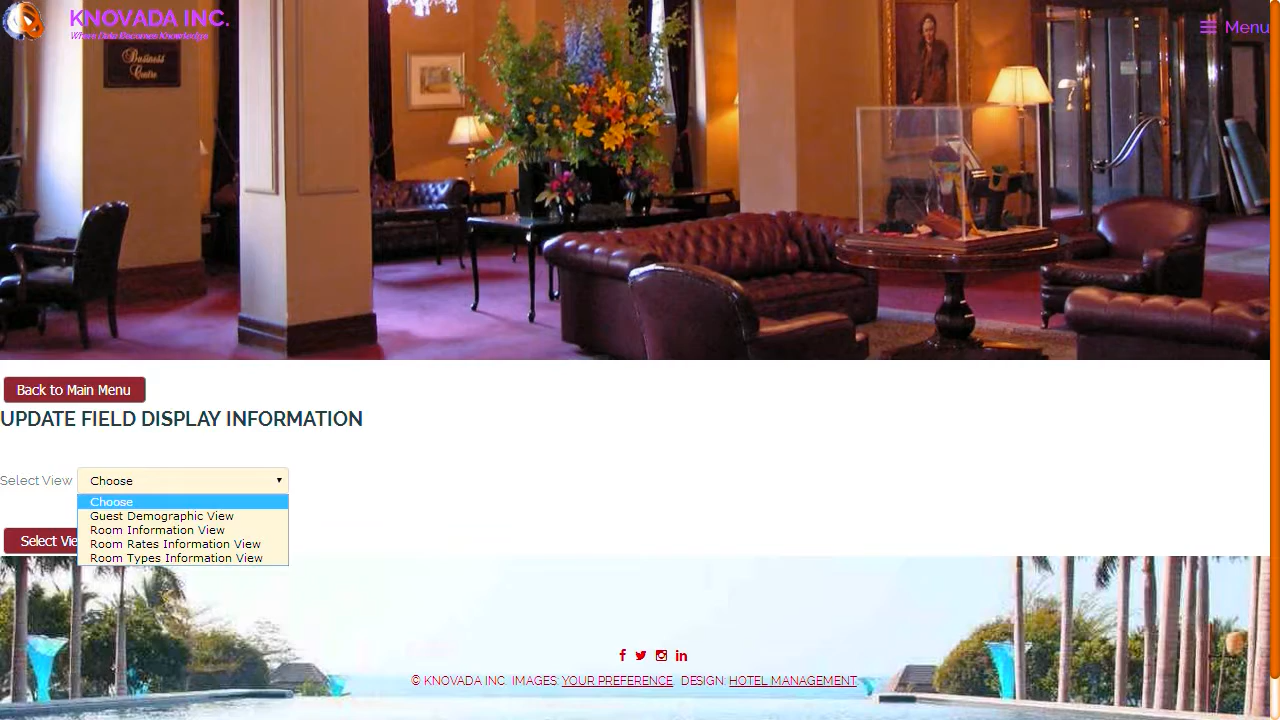 KNOVADA INC.
Where Data Becomes Knowledge
Menu
Business
Centre
Back to Main Menu
UPDATE FIELD DISPLAY INFORMATION
Select View Choose
Choose
Guest Demographic View
Room Information View
Room Rates Information View
Room Types Information View
Select Vie
© KNOVADA INC. IMAGES: YOUR PREFERENCE DESIGN: HOTEL MANAGEMENT.